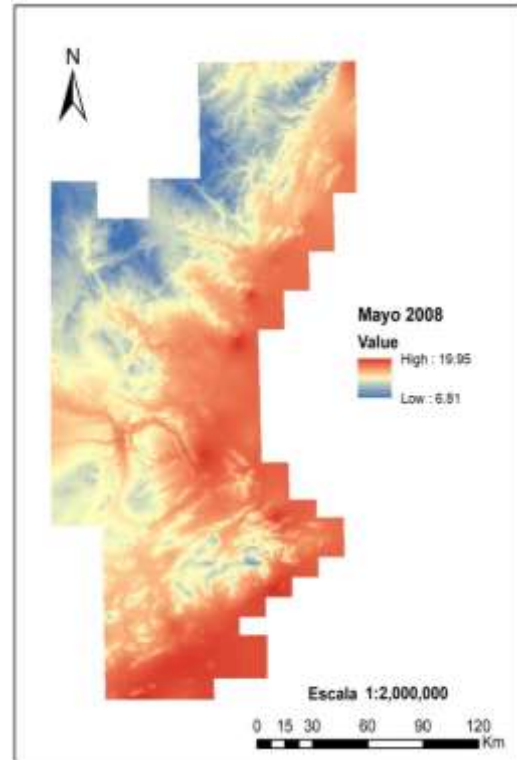 N
Mayo 2008
Value
High : 19.95
Low : 6.81
Escala 1:2,000,000
0 15 30 60 90 120
Km